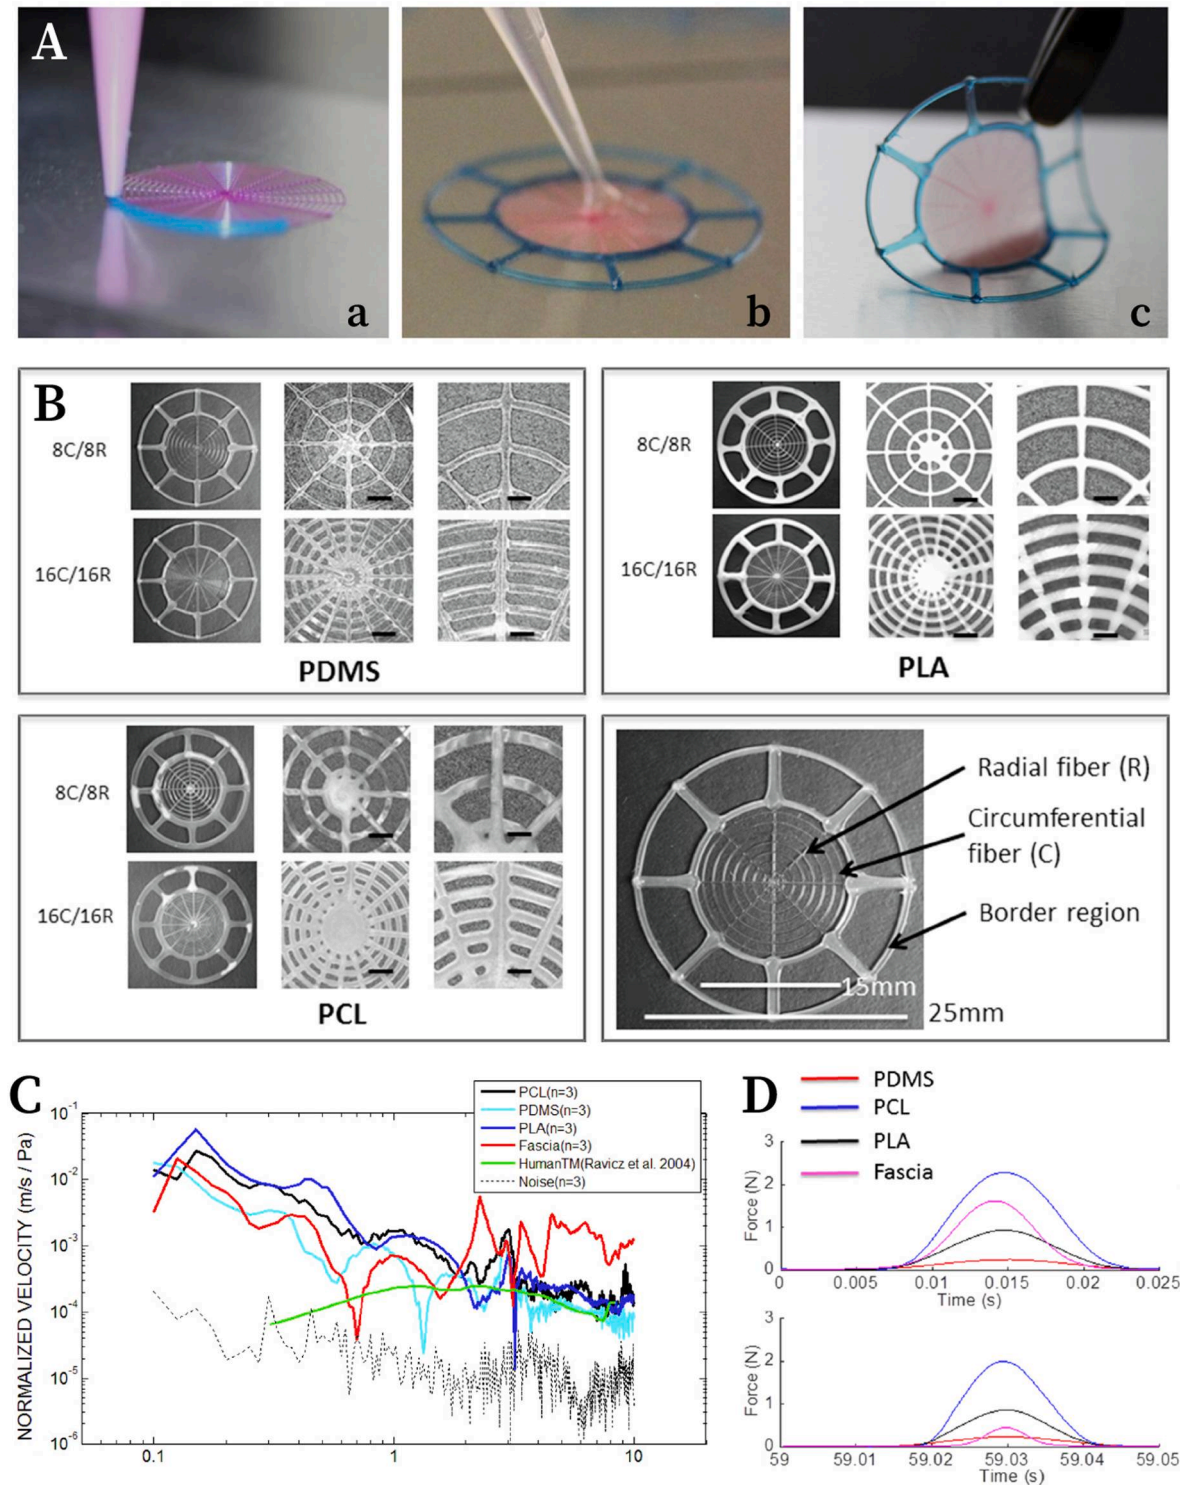 A
a
b
c
B
8C/8R
16C/16R
PDMS
8C/8R
16C/16R
PLA
8C/8R
16C/16R
PCL
Radial fiber (R)
Circumferential
fiber (C)
Border region
15mm
25mm
C
NORMALIZED VELOCITY (m/s / Pa)
10-1
10-2
10-3
10-4
10-5
10-6
0.1
1
10
PCL(n=3)
PDMS(n=3)
PLA(n=3)
Fascia(n=3)
HumanTM(Ravicz et al. 2004)
Noise(n=3)
D
PDMS
PCL
PLA
Fascia
Force (N)
3
2
1
0
0
0.005
0.01
0.015
0.02
0.025
Time (s)
Force (N)
3
2
1
0
59
59.01
59.02
59.03
59.04
59.05
Time (s)